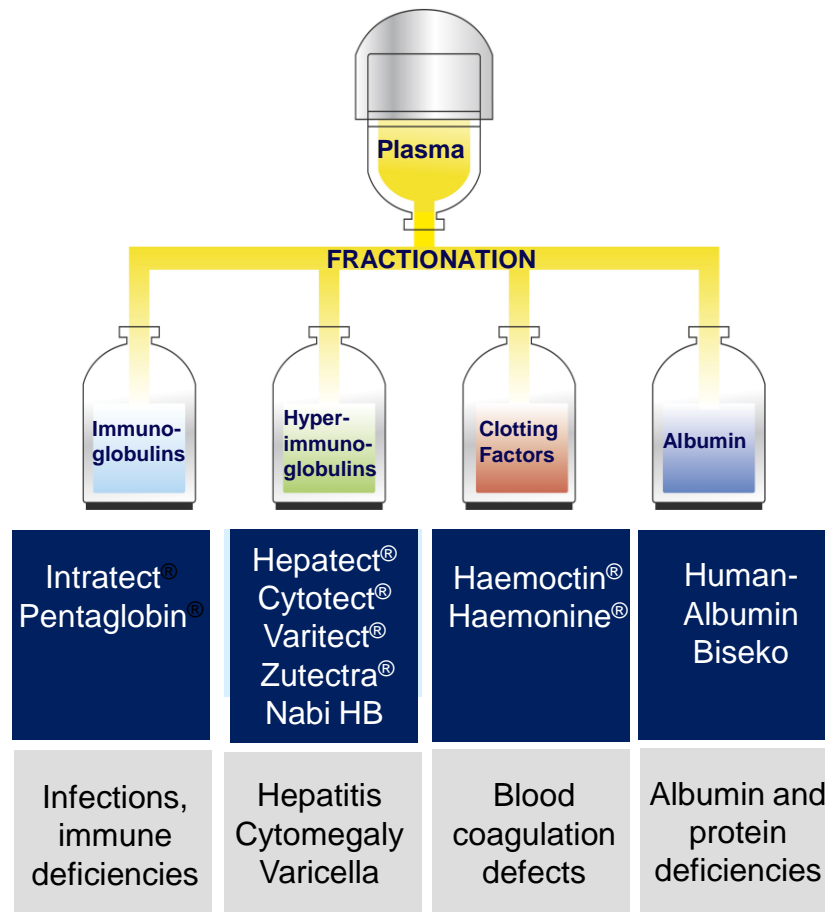 Plasma
FRACTIONATION
Immuno-
globulins
Hyper-
immuno-
globulins
Clotting
Factors
Albumin
Intratect®
Pentaglobin®
Hepatect®
Cytotect®
Varitect®
Zutectra®
Nabi HB
Haemoctin®
Haemonine®
Human-
Albumin
Biseko
Infections,
immune
deficiencies
Hepatitis
Cytomegaly
Varicella
Blood
coagulation
defects
Albumin and
protein
deficiencies